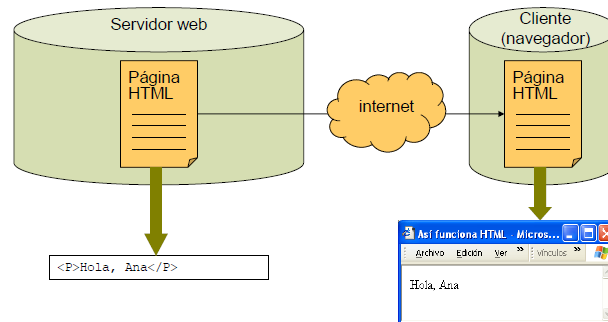 Servidor web
Cliente
(navegador)
Página
HTML
Página
HTML
internet
<P>Hola, Ana</P>
Así funciona HTML - Micros...
Archivo Edición Ver » Vínculos »
Hola, Ana